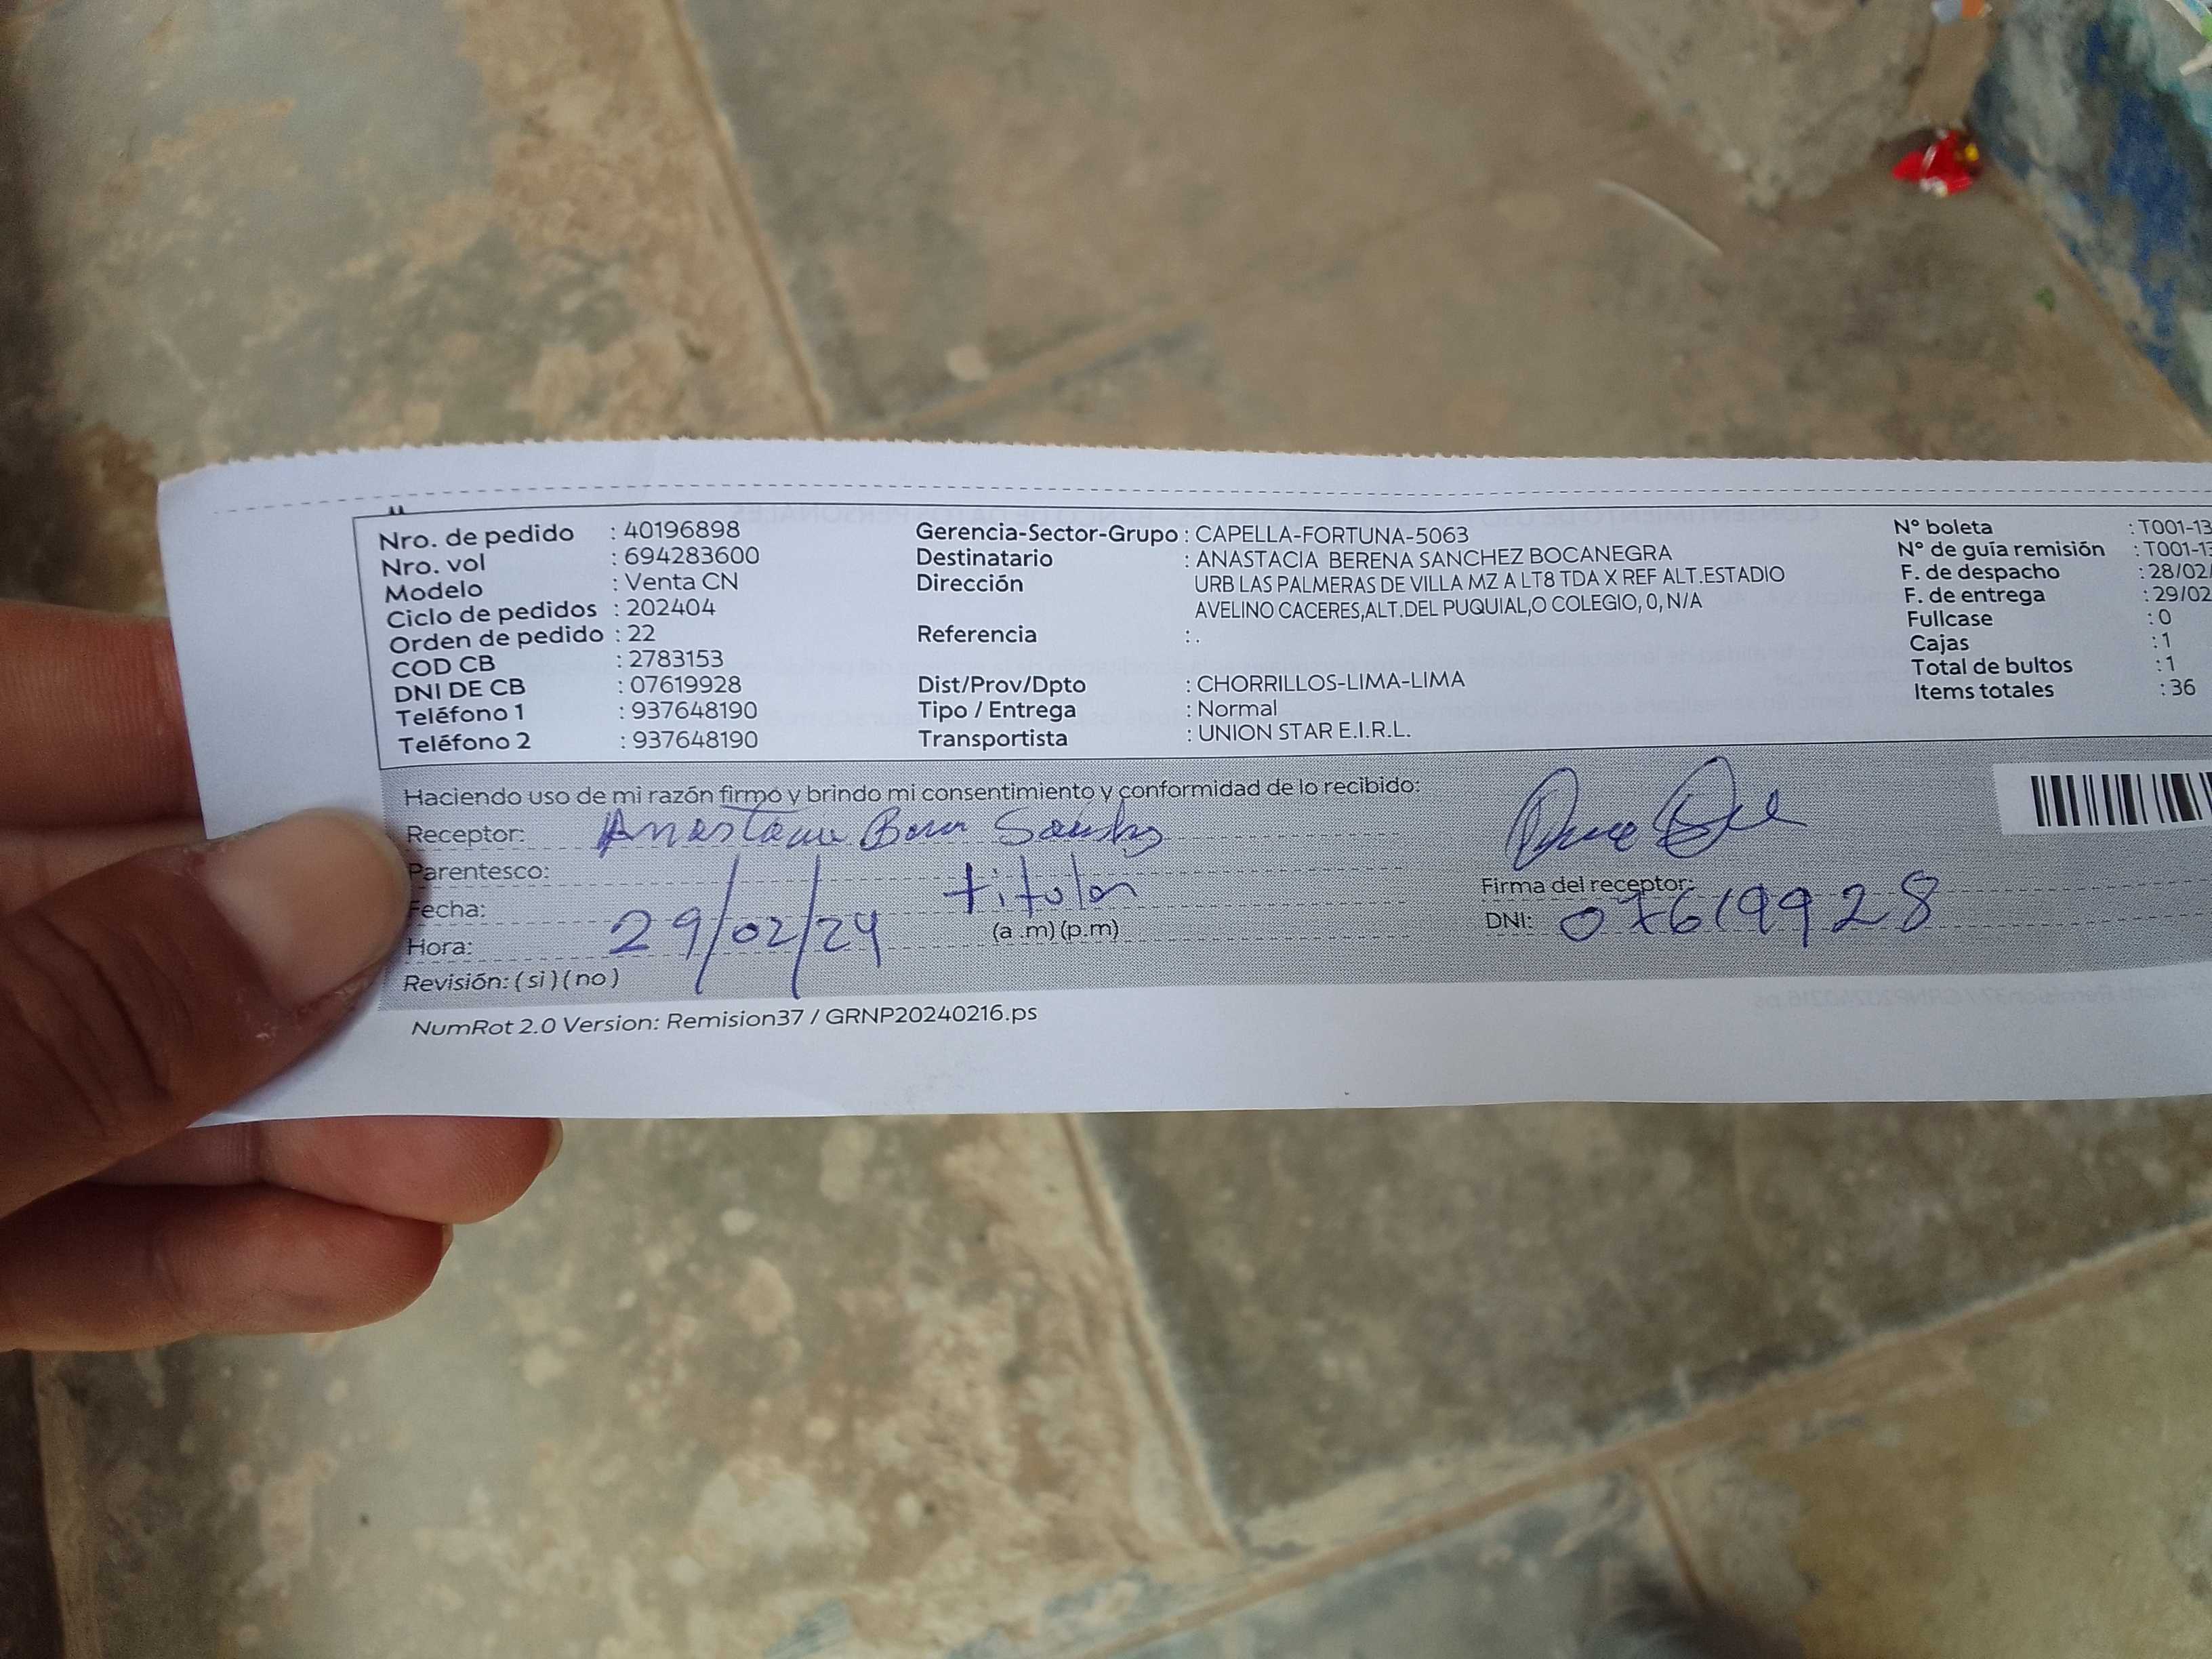 Nro. de pedido : 40196898
Nro. vol : 694283600
Modelo : Venta CN
Ciclo de pedidos : 202404
Orden de pedido : 22
COD CB : 2783153
DNI DE CB : 07619928
Teléfono 1 : 937648190
Teléfono 2 : 937648190
Gerencia-Sector-Grupo : CAPELLA-FORTUNA-5063
Destinatario : ANASTACIA BERENA SANCHEZ BOCANEGRA
Dirección URB LAS PALMERAS DE VILLA MZ A LT8 TDA X REF ALT.ESTADIO
AVELINO CACERES,ALT.DEL PUQUIAL,O COLEGIO, 0, N/A
Referencia : .
Dist/Prov/Dpto : CHORRILLOS-LIMA-LIMA
Tipo / Entrega : Normal
Transportista : UNION STAR E.I.R.L.
N° boleta : T001-13
N° de guía remisión : T001-13
F. de despacho : 28/02/
F. de entrega : 29/02
Fullcase : 0
Cajas : 1
Total de bultos : 1
Items totales : 36
Haciendo uso de mi razón firmo y brindo mi consentimiento y conformidad de lo recibido:
Receptor:
Parentesco: titular
Fecha: 29/02/24
Hora: (a .m) (p.m)
Revisión: ( si ) ( no )
Firma del receptor:
DNI: 07619928
NumRot 2.0 Version: Remision37 / GRNP20240216.ps